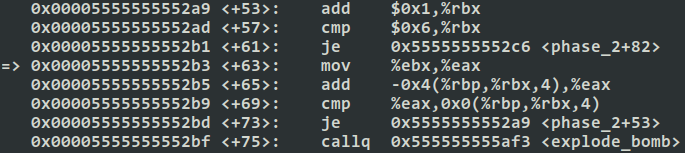 0x00005555555552a9 <+53>: add $0x1,%rbx
0x00005555555552ad <+57>: cmp $0x6,%rbx
0x00005555555552b1 <+61>: je 0x5555555552c6 <phase_2+82>
=> 0x00005555555552b3 <+63>: mov %ebx,%eax
0x00005555555552b5 <+65>: add -0x4(%rbp,%rbx,4),%eax
0x00005555555552b9 <+69>: cmp %eax,0x0(%rbp,%rbx,4)
0x00005555555552bd <+73>: je 0x5555555552a9 <phase_2+53>
0x00005555555552bf <+75>: callq 0x555555555af3 <explode_bomb>